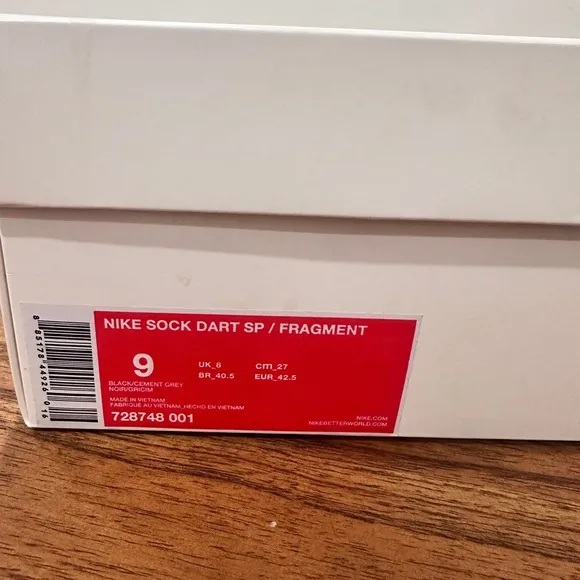 NIKE SOCK DART SP / FRAGMENT
9
UK_8 cm_27
BR_40.5 EUR_42.5
BLACK/CEMENT GREY
NOIR/GRICIM
MADE IN VIETNAM
FABRIQUÉ AU VIETNAM_HECHO EN VIETNAM
728748 001
NIKE.COM
NIKEBETTERWORLD.COM